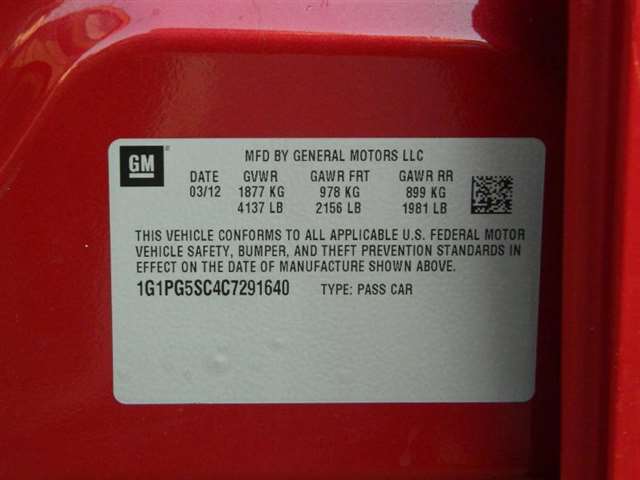 GM
MFD BY GENERAL MOTORS LLC
DATE GVWR GAWR FRT GAWR RR
03/12 1877 KG 978 KG 899 KG
4137 LB 2156 LB 1981 LB
THIS VEHICLE CONFORMS TO ALL APPLICABLE U.S. FEDERAL MOTOR
VEHICLE SAFETY, BUMPER, AND THEFT PREVENTION STANDARDS IN
EFFECT ON THE DATE OF MANUFACTURE SHOWN ABOVE.
1G1PG5SC4C7291640 TYPE: PASS CAR